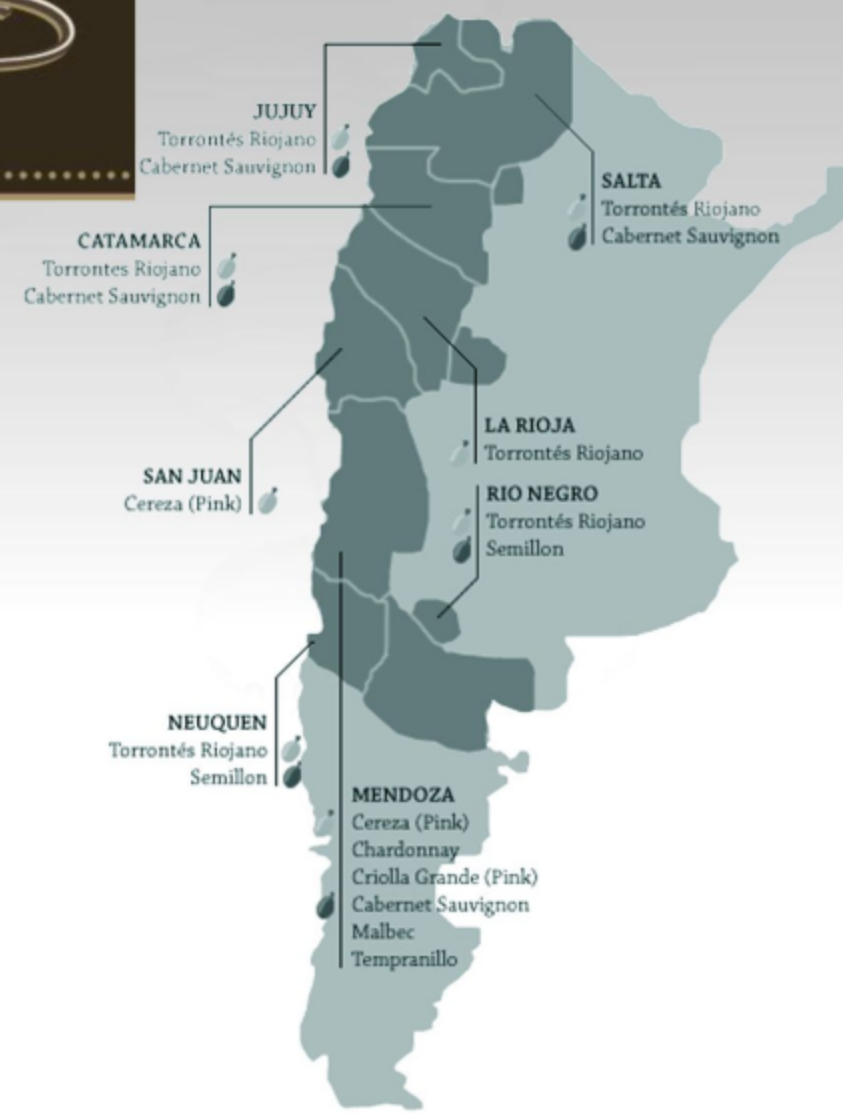 JUJUY
Torrontés Riojano
Cabernet Sauvignon
SALTA
Torrontés Riojano
Cabernet Sauvignon
CATAMARCA
Torrontes Riojano
Cabernet Sauvignon
LA RIOJA
Torrontés Riojano
SAN JUAN
Cereza (Pink)
RIO NEGRO
Torrontés Riojano
Semillon
NEUQUEN
Torrontés Riojano
Semillon
MENDOZA
Cereza (Pink)
Chardonnay
Criolla Grande (Pink)
Cabernet Sauvignon
Malbec
Tempranillo